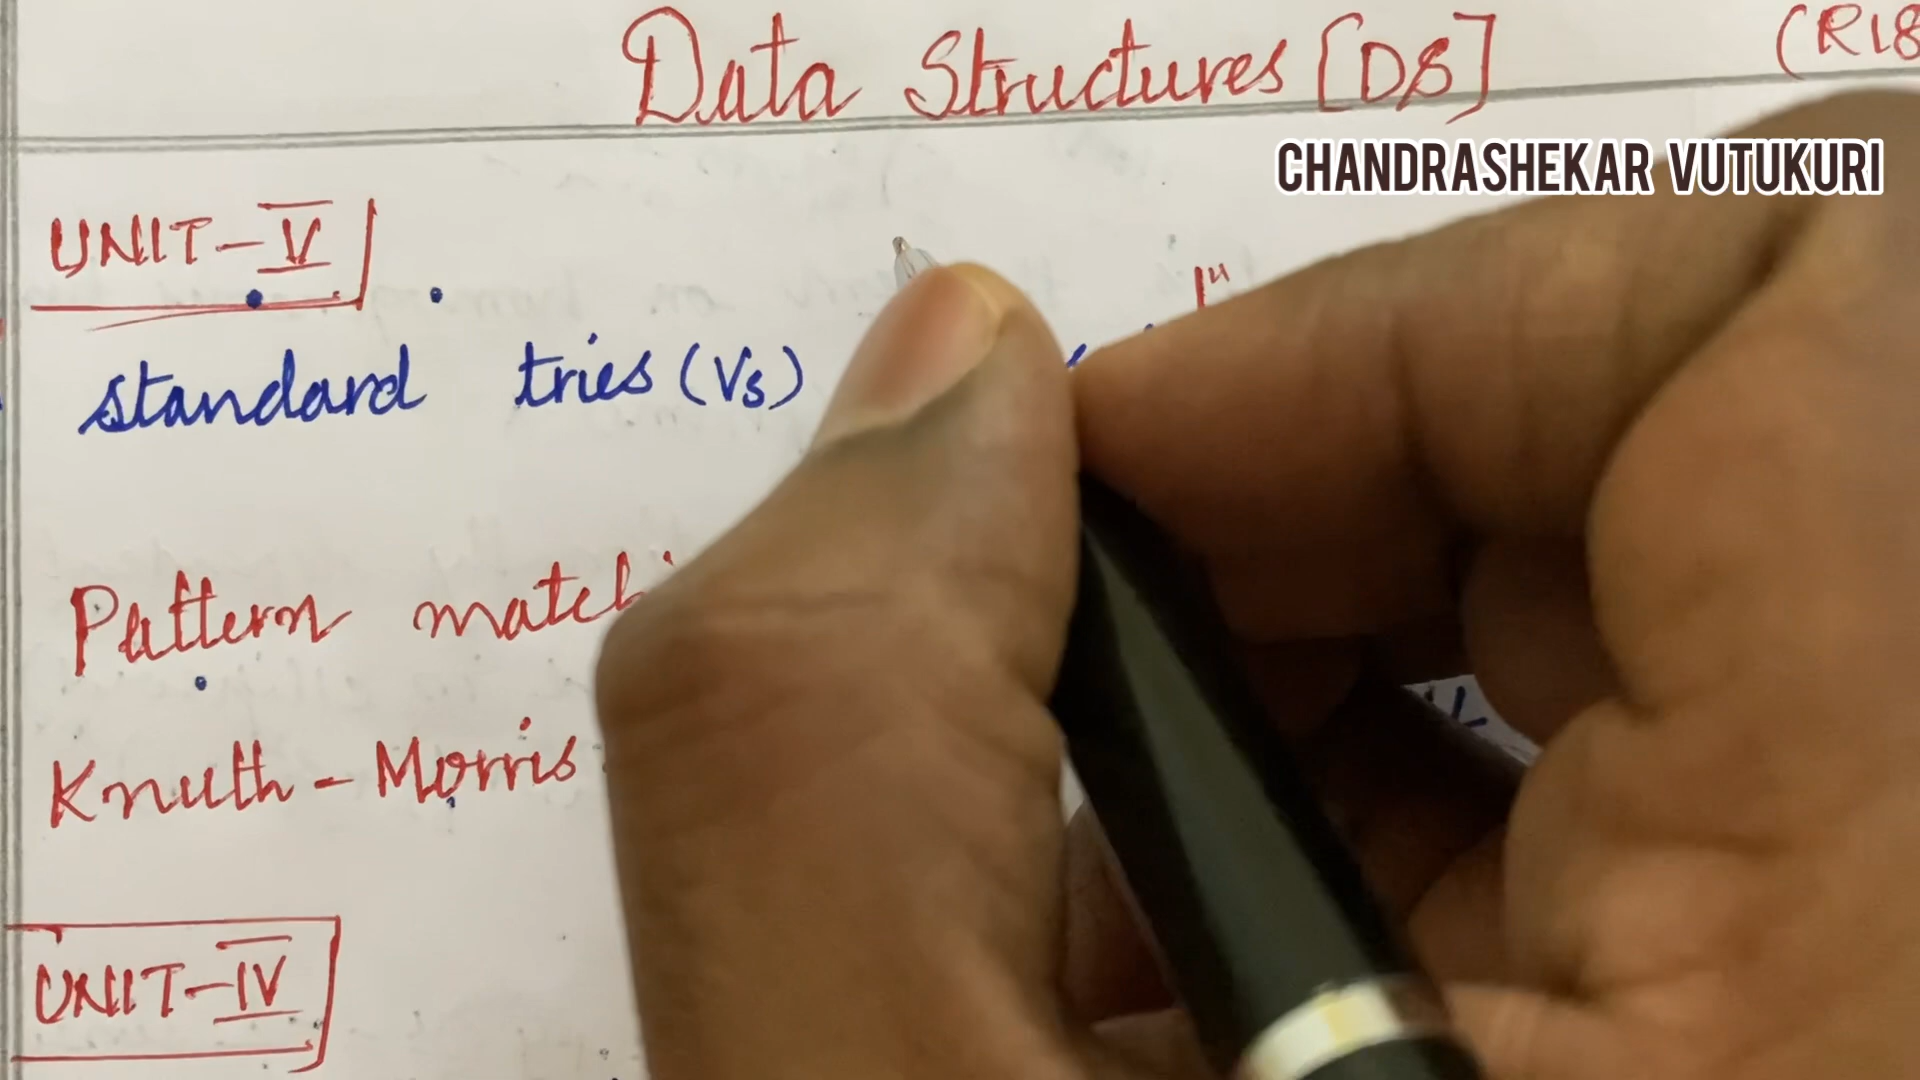 Data Structures [DS] (R18
CHANDRASHEKAR VUTUKURI
UNIT-V
standard tries (Vs)
Pattern
Knuth - Morris
UNIT-IV